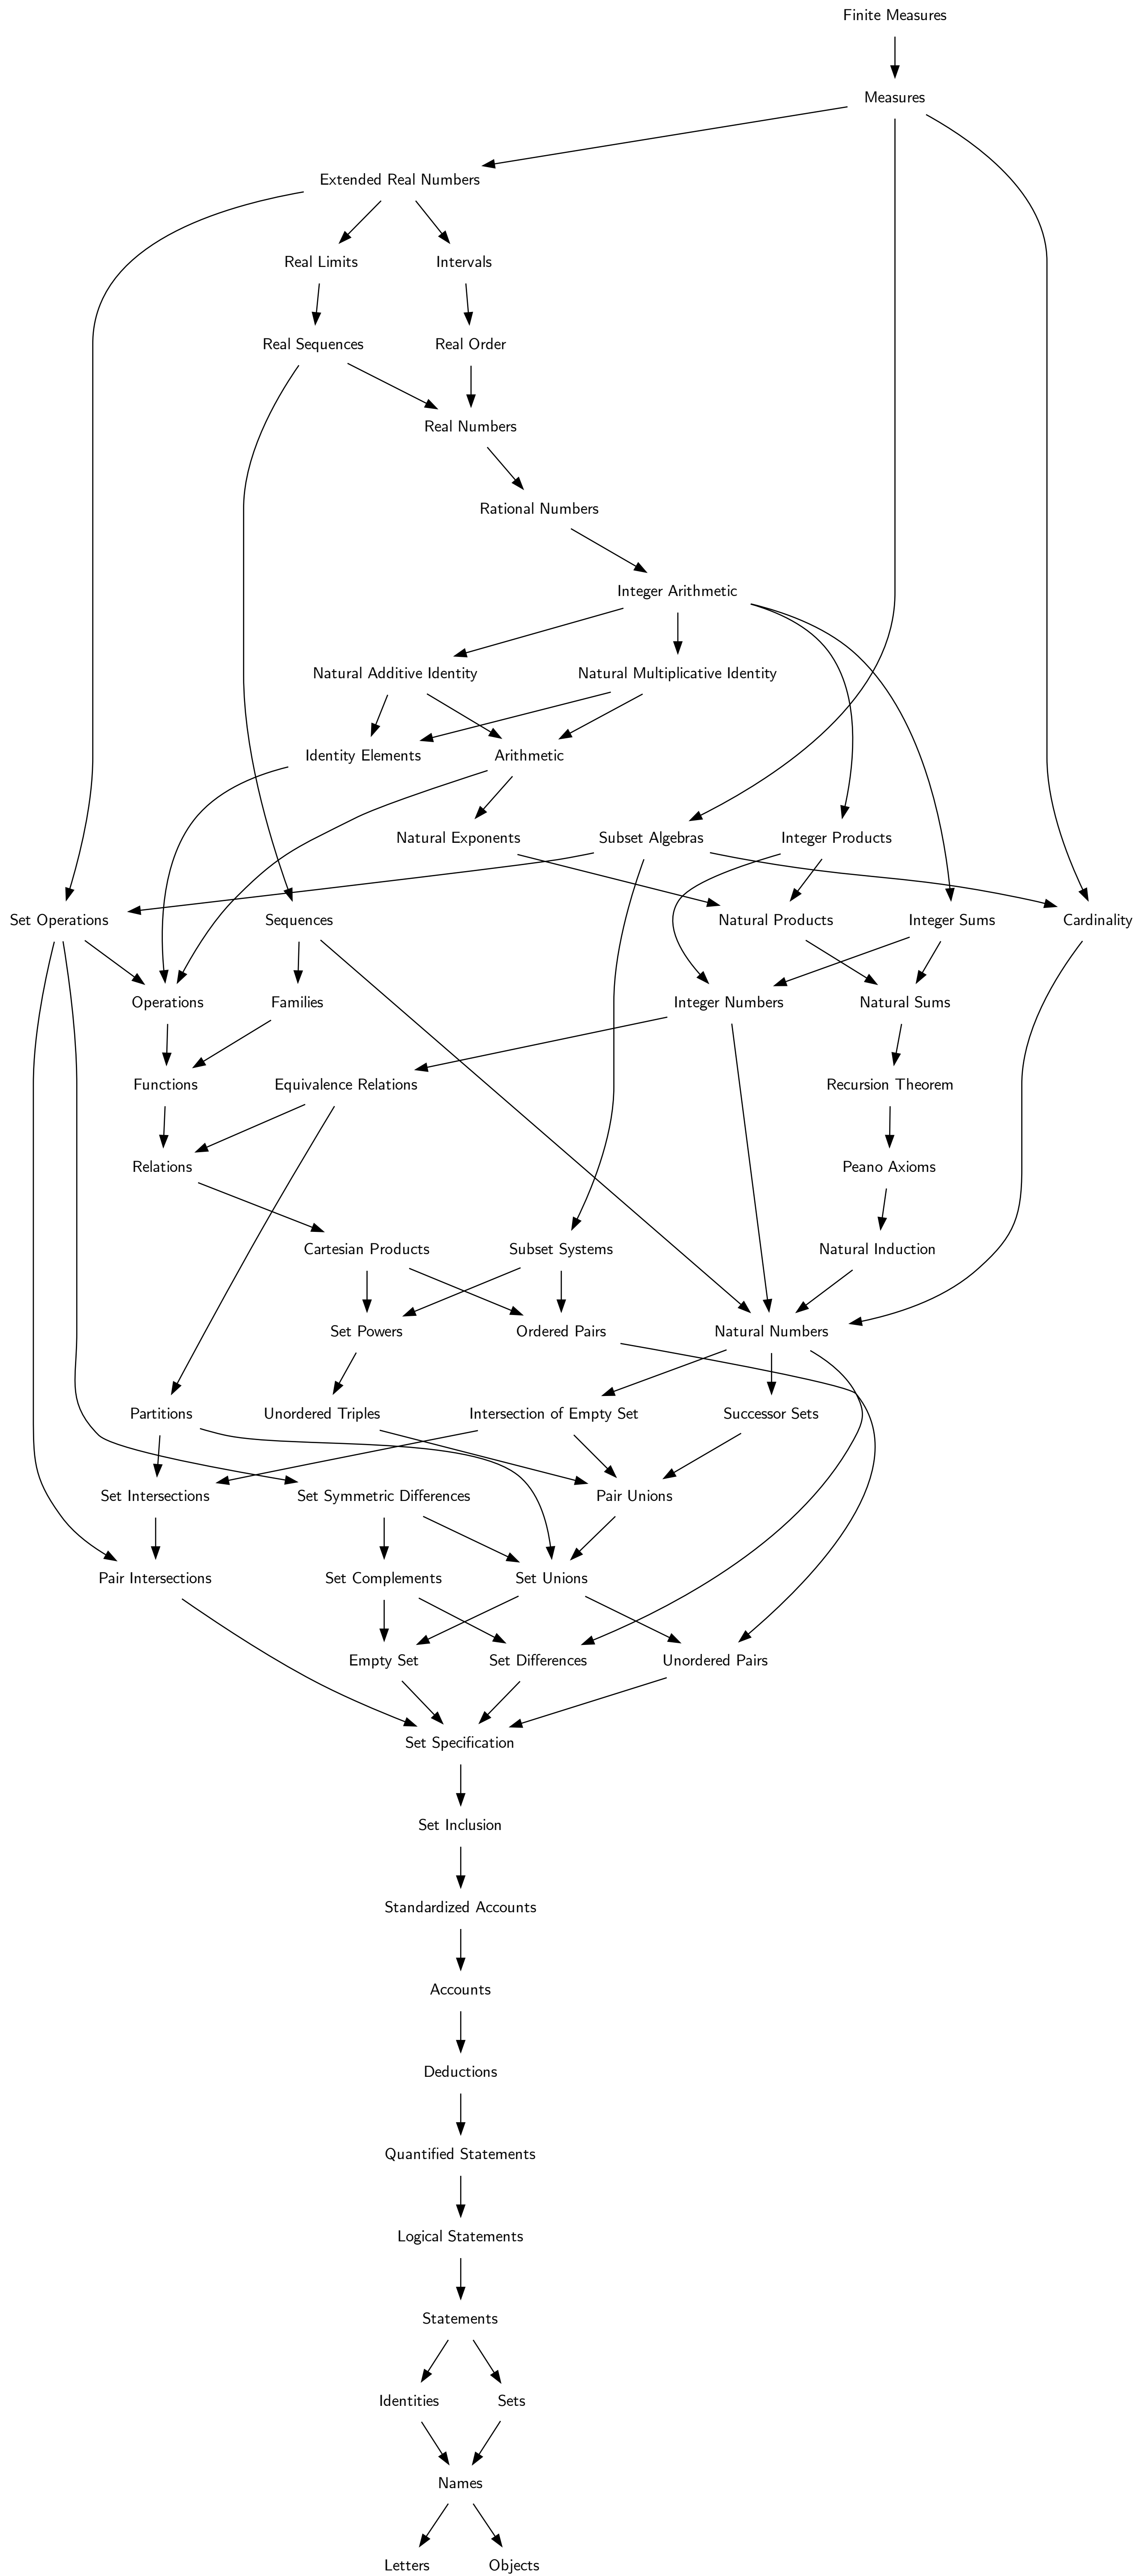 Finite Measures
Measures
Extended Real Numbers
Real Limits
Intervals
Real Sequences
Real Order
Real Numbers
Rational Numbers
Integer Arithmetic
Natural Additive Identity
Natural Multiplicative Identity
Identity Elements
Arithmetic
Natural Exponents
Subset Algebras
Integer Products
Set Operations
Sequences
Natural Products
Integer Sums
Cardinality
Operations
Families
Integer Numbers
Natural Sums
Functions
Equivalence Relations
Recursion Theorem
Relations
Peano Axioms
Cartesian Products
Subset Systems
Natural Induction
Set Powers
Ordered Pairs
Natural Numbers
Partitions
Unordered Triples
Intersection of Empty Set
Successor Sets
Set Intersections
Set Symmetric Differences
Pair Unions
Pair Intersections
Set Complements
Set Unions
Empty Set
Set Differences
Unordered Pairs
Set Specification
Set Inclusion
Standardized Accounts
Accounts
Deductions
Quantified Statements
Logical Statements
Statements
Identities
Sets
Names
Letters
Objects